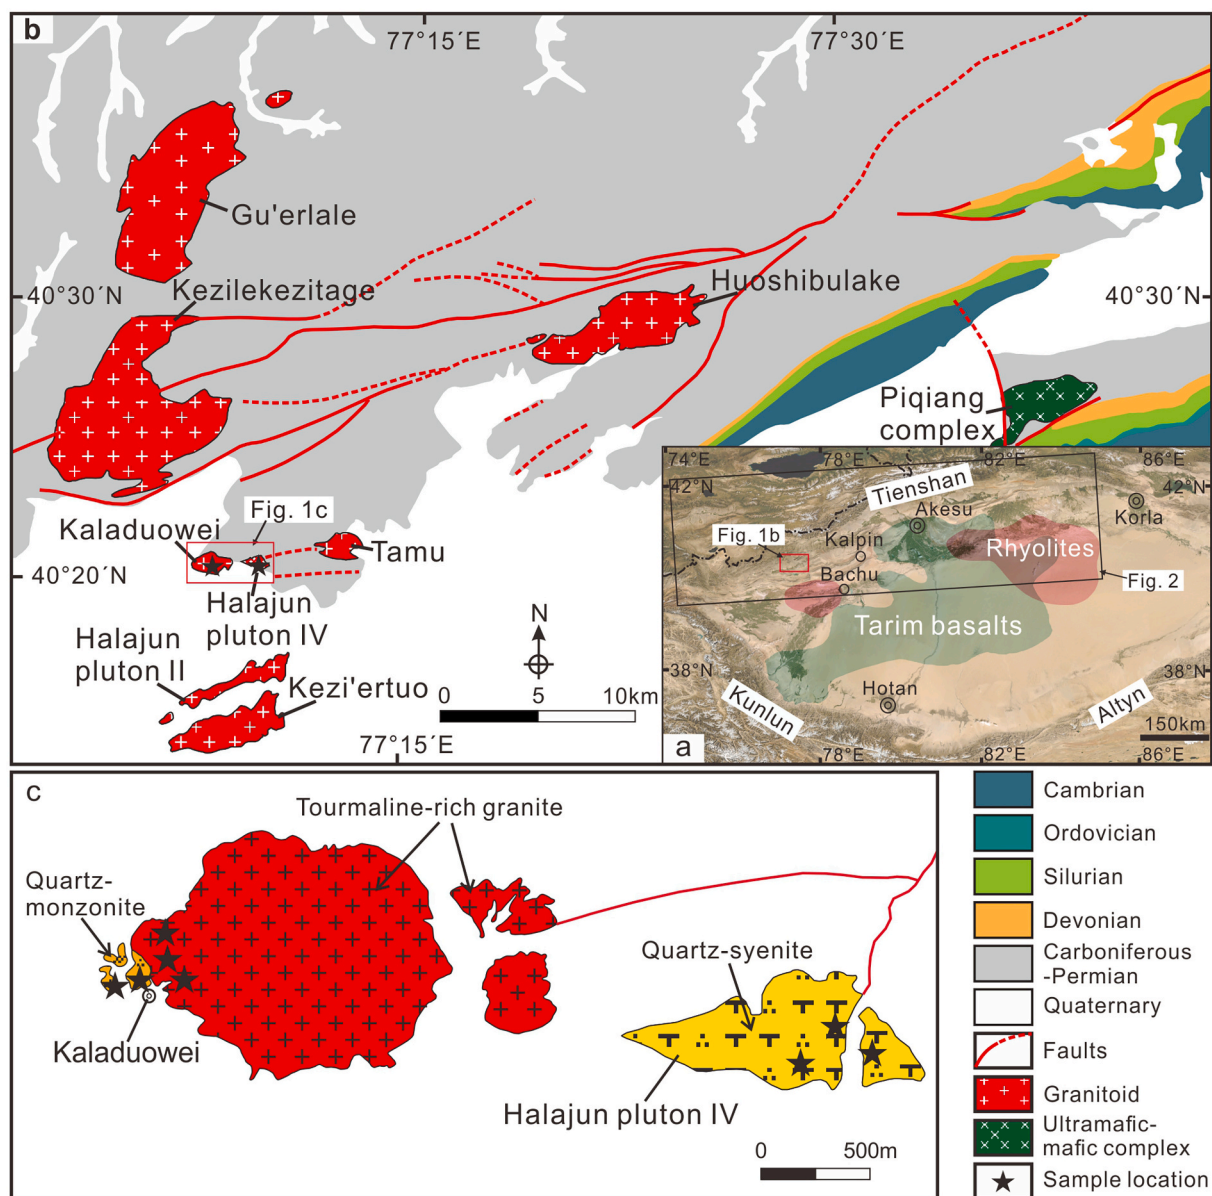 b
77°15´E
77°30´E
Gu'erlale
Kezilekezitage
Huoshibulake
40°30´N
40°30´N
Piqiang
complex
Kaladuowei
Fig. 1c
Tamu
40°20´N
Halajun
pluton IV
Halajun
pluton II
Kezi'ertuo
N
0 5 10km
77°15´E
74°E
78°E
82°E
86°E
42°N
42°N
Tienshan
Akesu
Korla
Kalpin
Fig. 1b
Rhyolites
Bachu
Fig. 2
Tarim basalts
38°N
38°N
Hotan
Kunlun
Altyn
150km
a
78°E
82°E
86°E
c
Tourmaline-rich granite
Quartz-
monzonite
Quartz-syenite
Kaladuowei
Halajun pluton IV
0 500m
Cambrian
Ordovician
Silurian
Devonian
Carboniferous
-Permian
Quaternary
Faults
Granitoid
Ultramafic-
mafic complex
Sample location